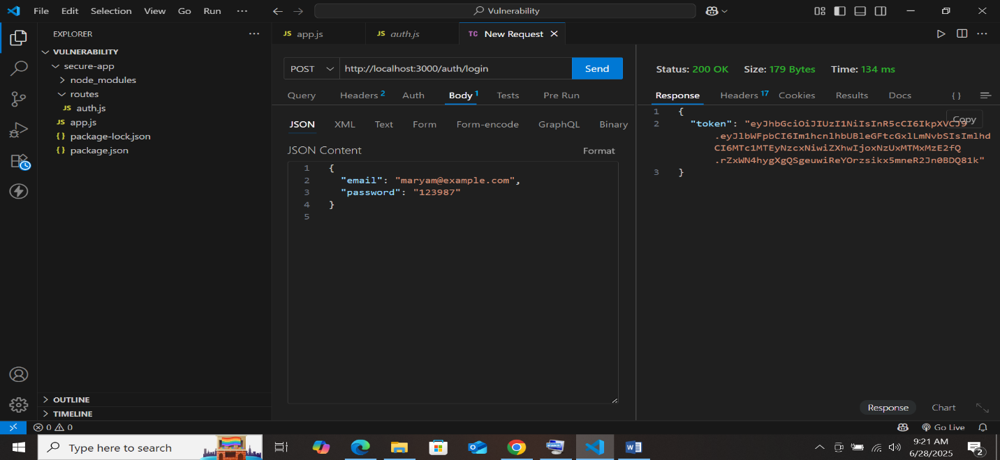 File Edit Selection View Go Run ··· Vulnerability
EXPLORER ···
VULNERABILITY
secure-app
node_modules
routes
JS auth.js
JS app.js
{} package-lock.json
{} package.json
OUTLINE
TIMELINE
JS app.js JS auth.js TC New Request
POST http://localhost:3000/auth/login Send
Query Headers 2 Auth Body 1 Tests Pre Run
JSON XML Text Form Form-encode GraphQL Binary
JSON Content Format
1 {
2 "email": "maryam@example.com",
3 "password": "123987"
4 }
5
Status: 200 OK Size: 179 Bytes Time: 134 ms
Response Headers 17 Cookies Results Docs { }
1 {
Copy
2 "token": "eyJhbGciOiJIUzI1NiIsInR5cCI6IkpXVCJ9
.eyJlbWFpbCI6Im1hcnlhbUBleGFtcGxlLmNvbSIsImlhd
CI6MTc1MTEyNzcxNiwiZXhwIjoxNzUxMTMxMzE2fQ
.rZxWN4hygXgQSgeuwiReYOrzsikx5mneR2Jn0BDQ81k"
3 }
Response Chart
0 0 Go Live
Type here to search
9:21 AM
6/28/2025
2